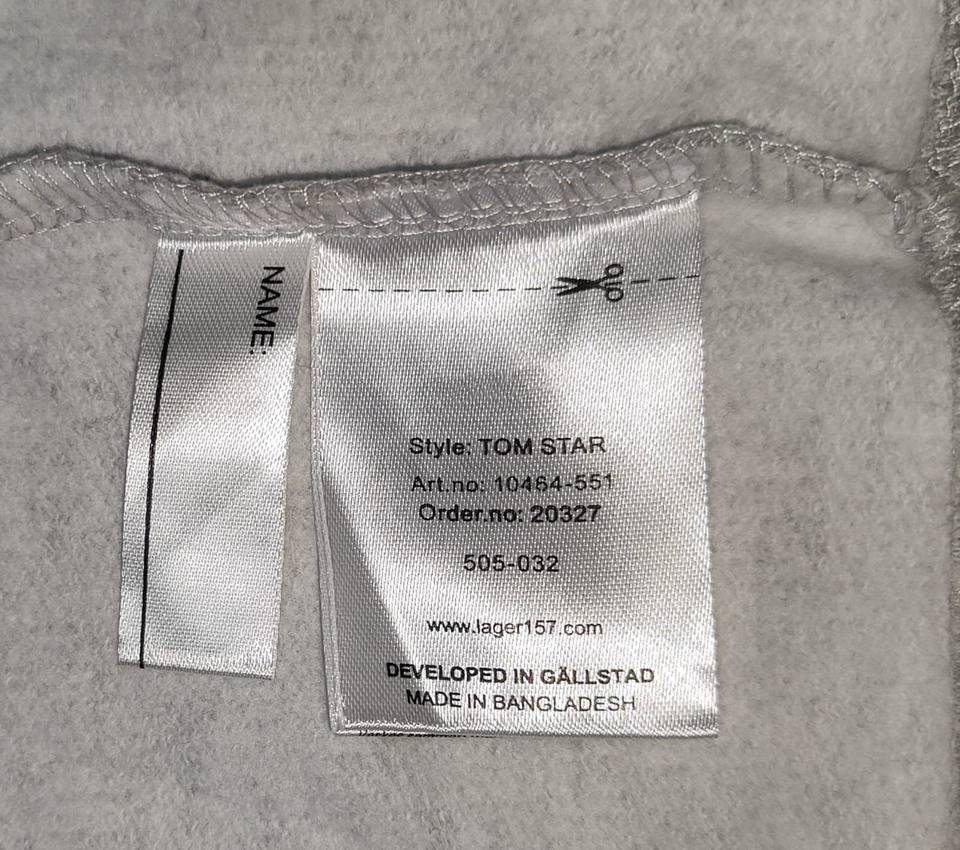 NAME:
Style: TOM STAR
Art.no: 10464-551
Order.no: 20327
505-032
www.lager157.com
DEVELOPED IN GÄLLSTAD
MADE IN BANGLADESH